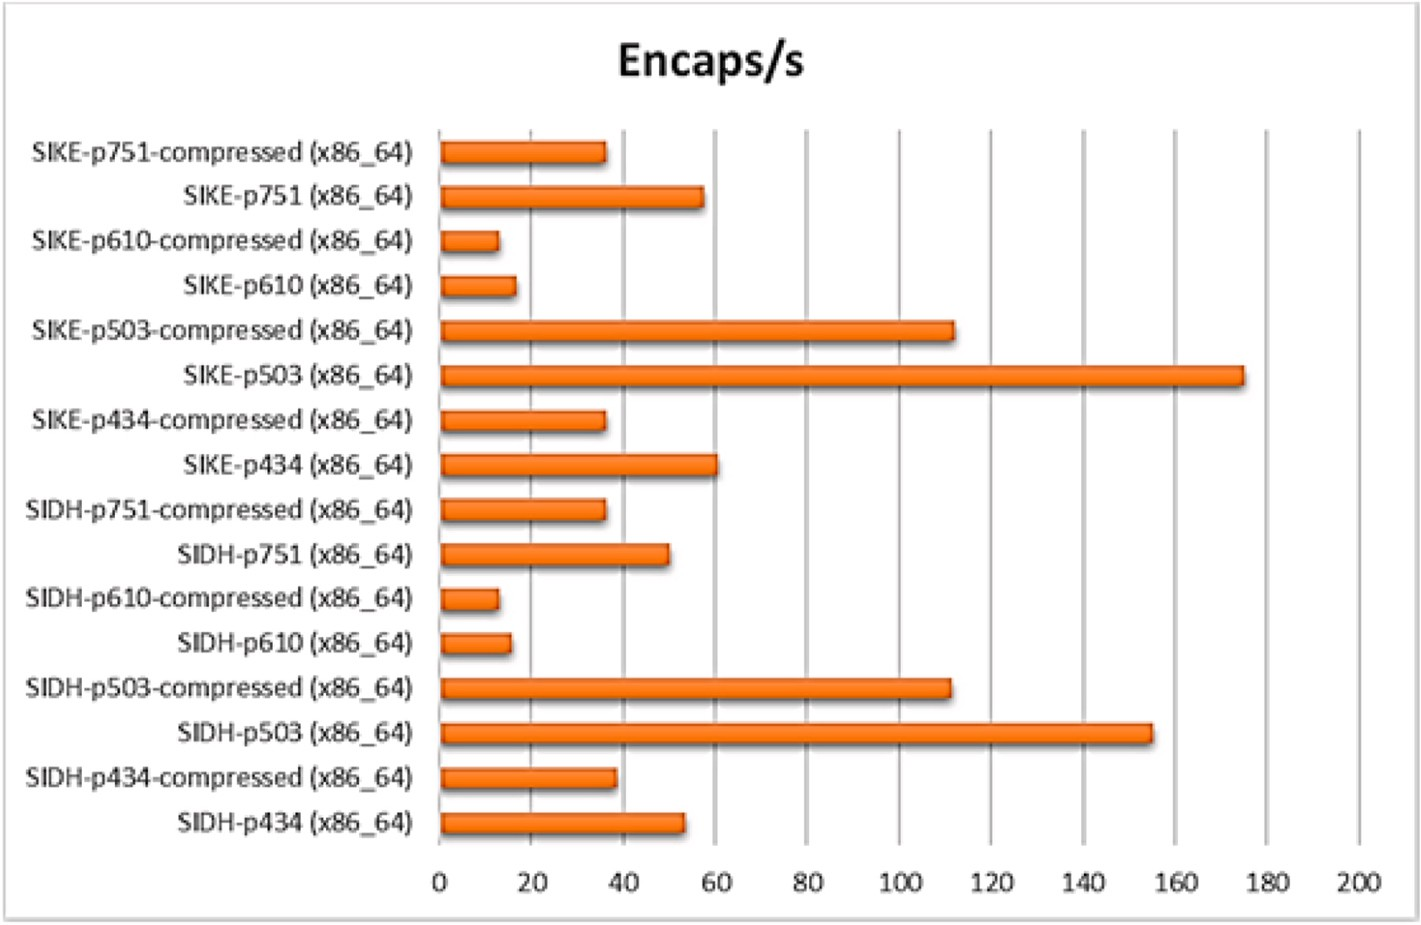 Encaps/s
SIKE-p751-compressed (x86_64)
SIKE-p751 (x86_64)
SIKE-p610-compressed (x86_64)
SIKE-p610 (x86_64)
SIKE-p503-compressed (x86_64)
SIKE-p503 (x86_64)
SIKE-p434-compressed (x86_64)
SIKE-p434 (x86_64)
SIDH-p751-compressed (x86_64)
SIDH-p751 (x86_64)
SIDH-p610-compressed (x86_64)
SIDH-p610 (x86_64)
SIDH-p503-compressed (x86_64)
SIDH-p503 (x86_64)
SIDH-p434-compressed (x86_64)
SIDH-p434 (x86_64)
0 20 40 60 80 100 120 140 160 180 200